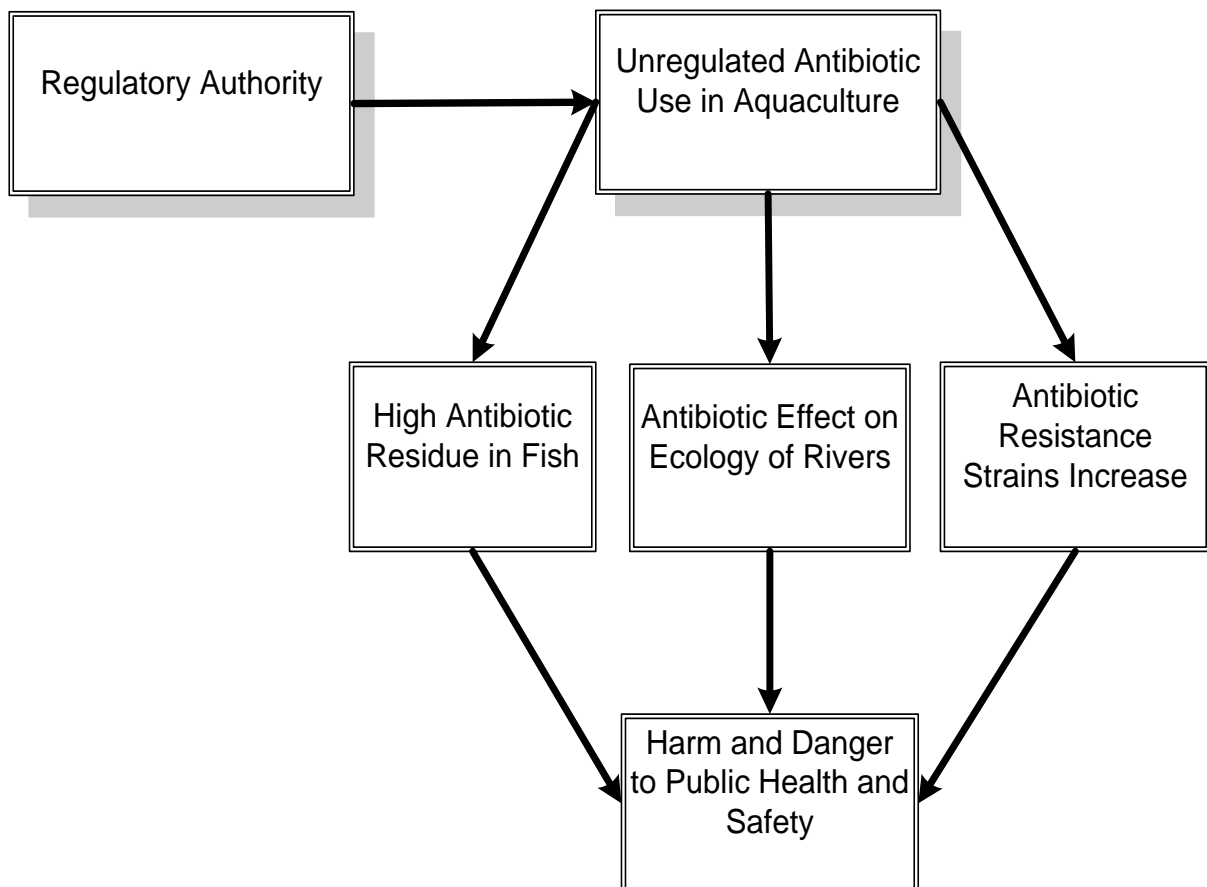 Regulatory Authority
Unregulated Antibiotic
Use in Aquaculture
High Antibiotic
Residue in Fish
Antibiotic Effect on
Ecology of Rivers
Antibiotic
Resistance
Strains Increase
Harm and Danger
to Public Health and
Safety